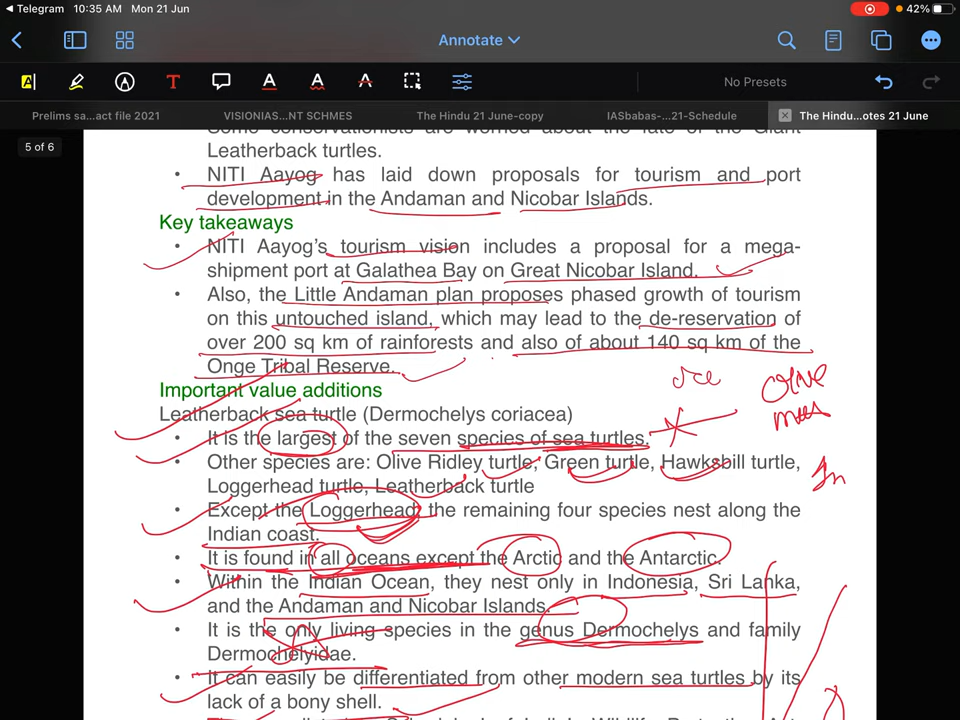 Telegram 10:35 AM Mon 21 Jun 42%
Annotate
No Presets
Prelims sa...act file 2021 VISIONIAS...NT SCHMES The Hindu 21 June-copy IASbabas-...21-Schedule The Hindu...otes 21 June
5 of 6
Some conservationists are worried about the fate of the Giant
Leatherback turtles.
• NITI Aayog has laid down proposals for tourism and port
development in the Andaman and Nicobar Islands.
Key takeaways
• NITI Aayog's tourism vision includes a proposal for a mega-
shipment port at Galathea Bay on Great Nicobar Island.
• Also, the Little Andaman plan proposes phased growth of tourism
on this untouched island, which may lead to the de-reservation of
over 200 sq km of rainforests and also of about 140 sq km of the
Onge Tribal Reserve.
Important value additions
Leatherback sea turtle (Dermochelys coriacea)
• It is the largest of the seven species of sea turtles.
• Other species are: Olive Ridley turtle, Green turtle, Hawksbill turtle,
Loggerhead turtle, Leatherback turtle
• Except the Loggerhead, the remaining four species nest along the
Indian coast.
• It is found in all oceans except the Arctic and the Antarctic.
• Within the Indian Ocean, they nest only in Indonesia, Sri Lanka,
and the Andaman and Nicobar Islands.
• It is the only living species in the genus Dermochelys and family
Dermochelyidae.
• It can easily be differentiated from other modern sea turtles by its
lack of a bony shell.
Olive